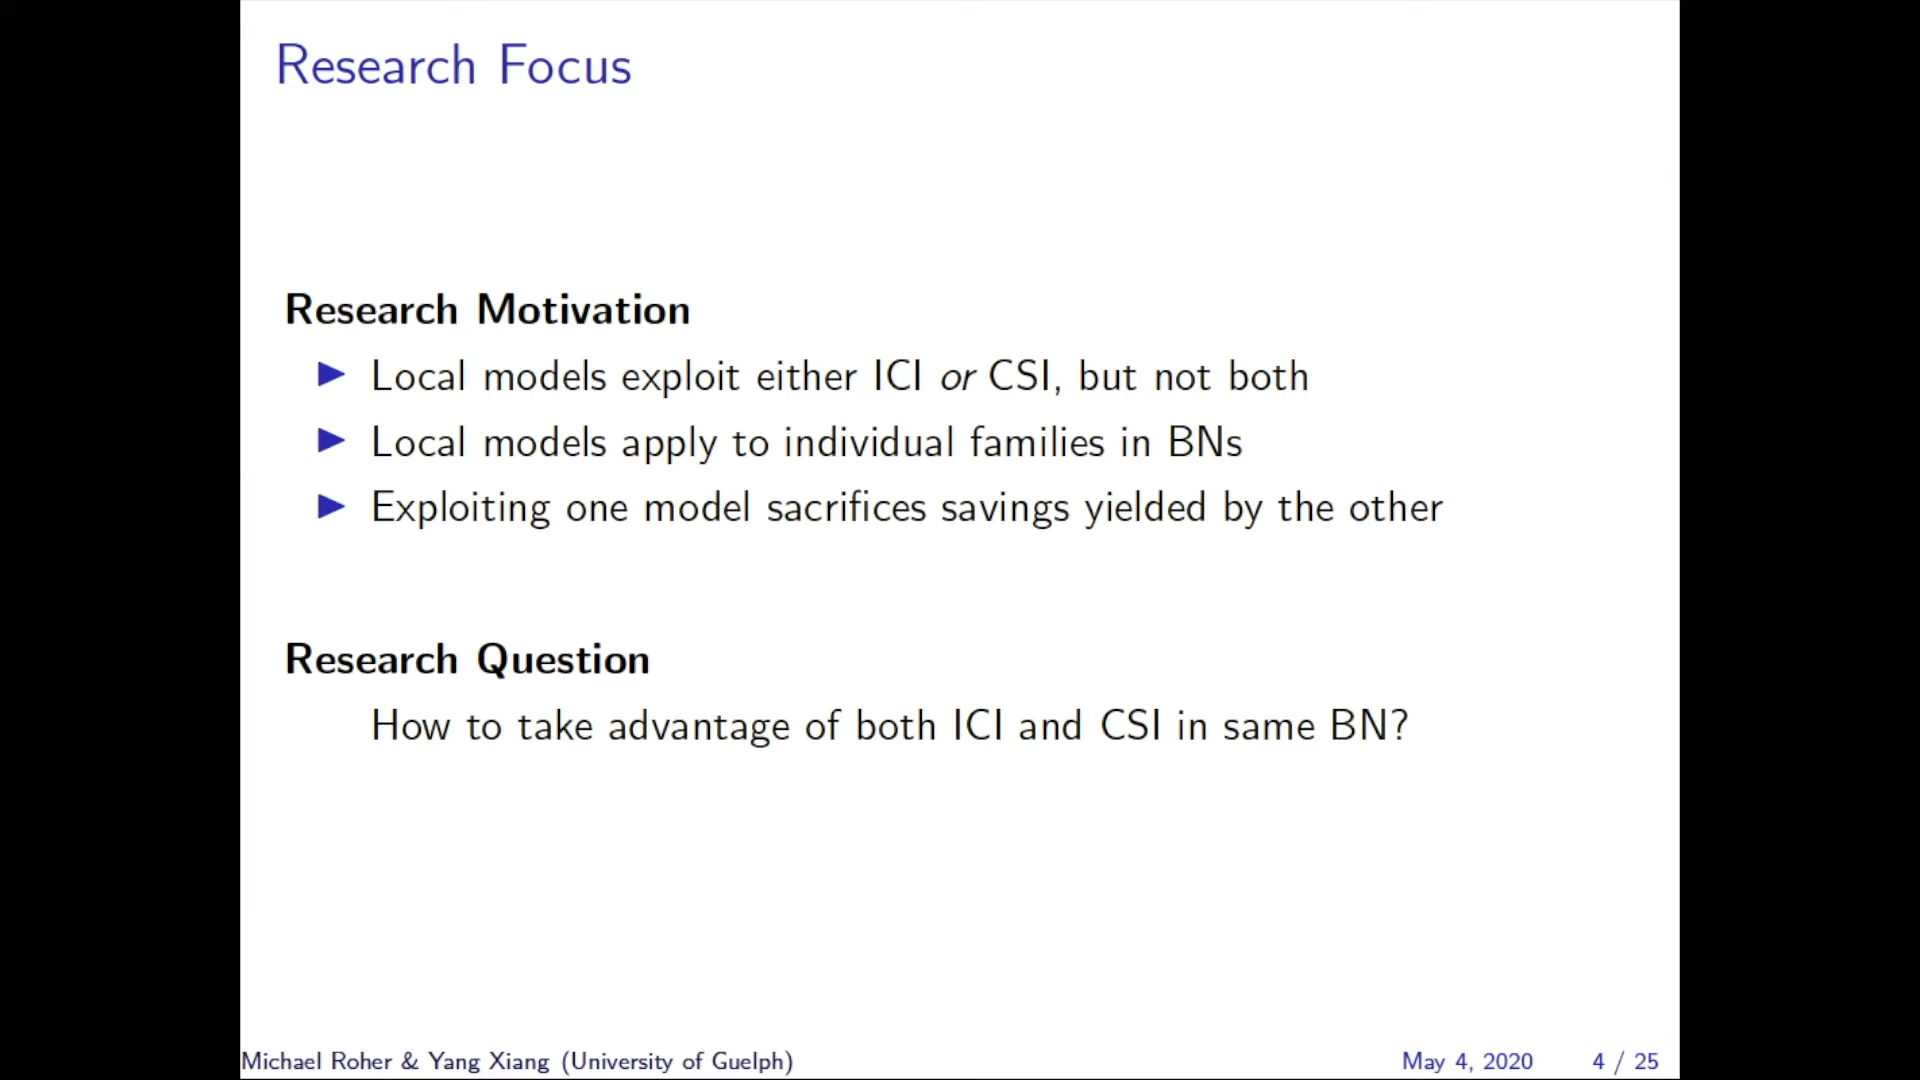 Research Focus
Research Motivation
Local models exploit either ICI or CSI, but not both
Local models apply to individual families in BNs
Exploiting one model sacrifices savings yielded by the other
Research Question
How to take advantage of both ICI and CSI in same BN?
Michael Roher & Yang Xiang (University of Guelph) May 4, 2020 4 / 25